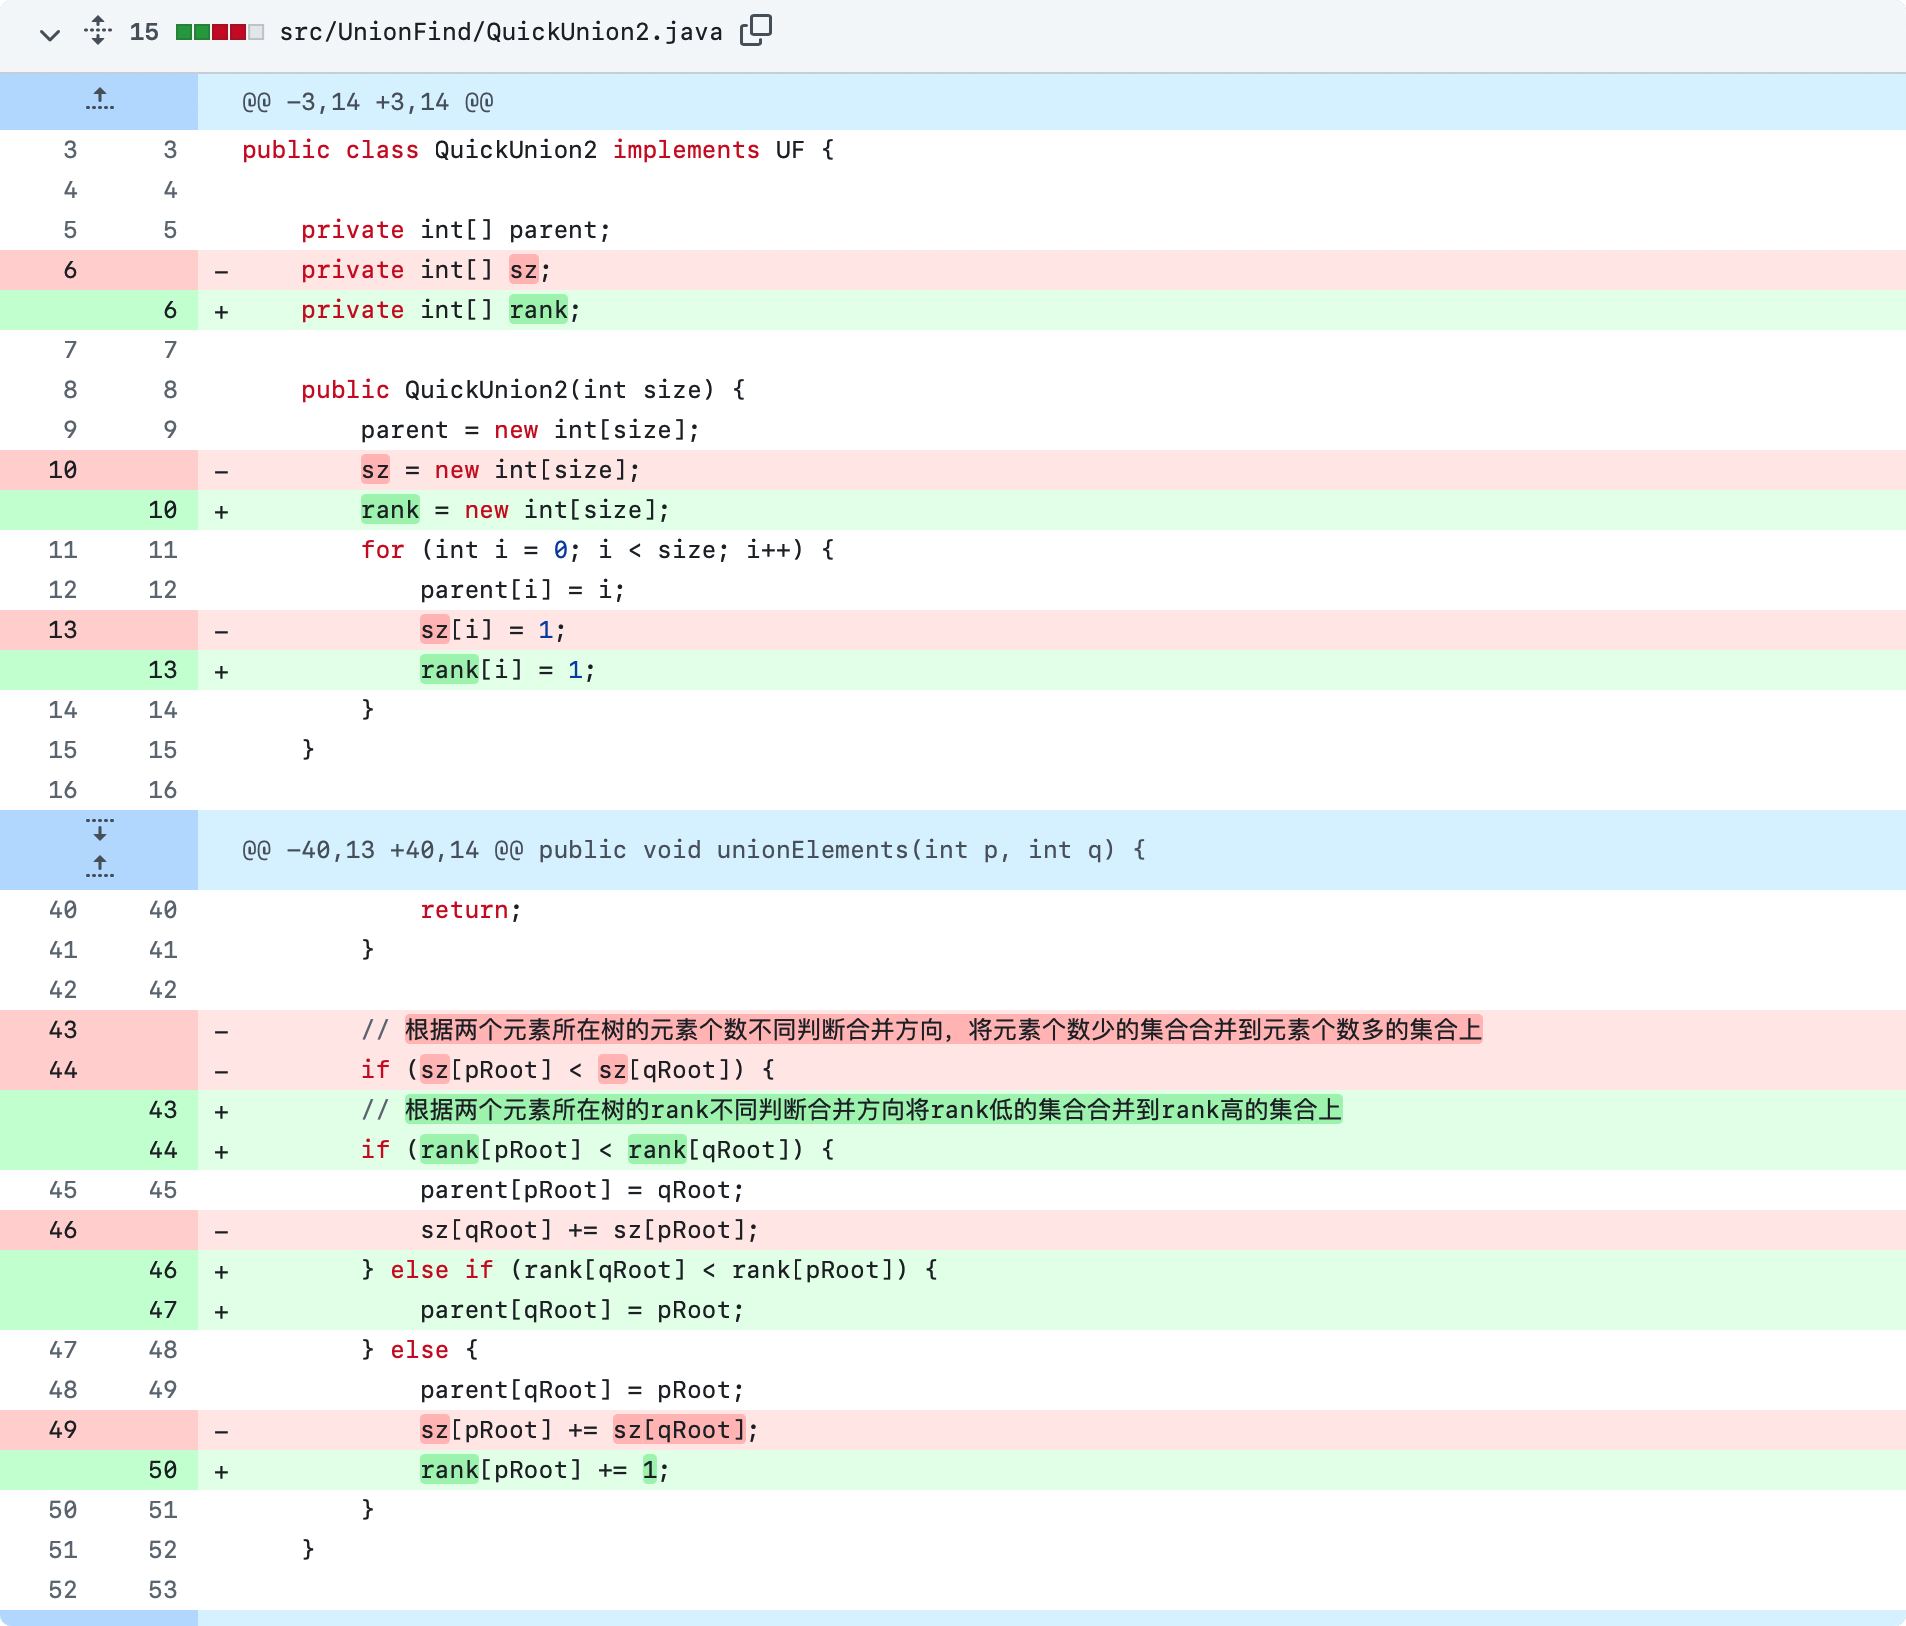 15 src/UnionFind/QuickUnion2.java
@@ -3,14 +3,14 @@
3 3 public class QuickUnion2 implements UF {
4 4
5 5 private int[] parent;
6 - private int[] sz;
6 + private int[] rank;
7 7
8 8 public QuickUnion2(int size) {
9 9 parent = new int[size];
10 - sz = new int[size];
10 + rank = new int[size];
11 11 for (int i = 0; i < size; i++) {
12 12 parent[i] = i;
13 - sz[i] = 1;
13 + rank[i] = 1;
14 14 }
15 15 }
16 16
@@ -40,13 +40,14 @@ public void unionElements(int p, int q) {
40 40 return;
41 41 }
42 42
43 - // 根据两个元素所在树的元素个数不同判断合并方向，将元素个数少的集合合并到元素个数多的集合上
44 - if (sz[pRoot] < sz[qRoot]) {
43 + // 根据两个元素所在树的rank不同判断合并方向将rank低的集合合并到rank高的集合上
44 + if (rank[pRoot] < rank[qRoot]) {
45 45 parent[pRoot] = qRoot;
46 - sz[qRoot] += sz[pRoot];
46 + } else if (rank[qRoot] < rank[pRoot]) {
47 + parent[qRoot] = pRoot;
47 48 } else {
48 49 parent[qRoot] = pRoot;
49 - sz[pRoot] += sz[qRoot];
50 + rank[pRoot] += 1;
50 51 }
51 52 }
52 53